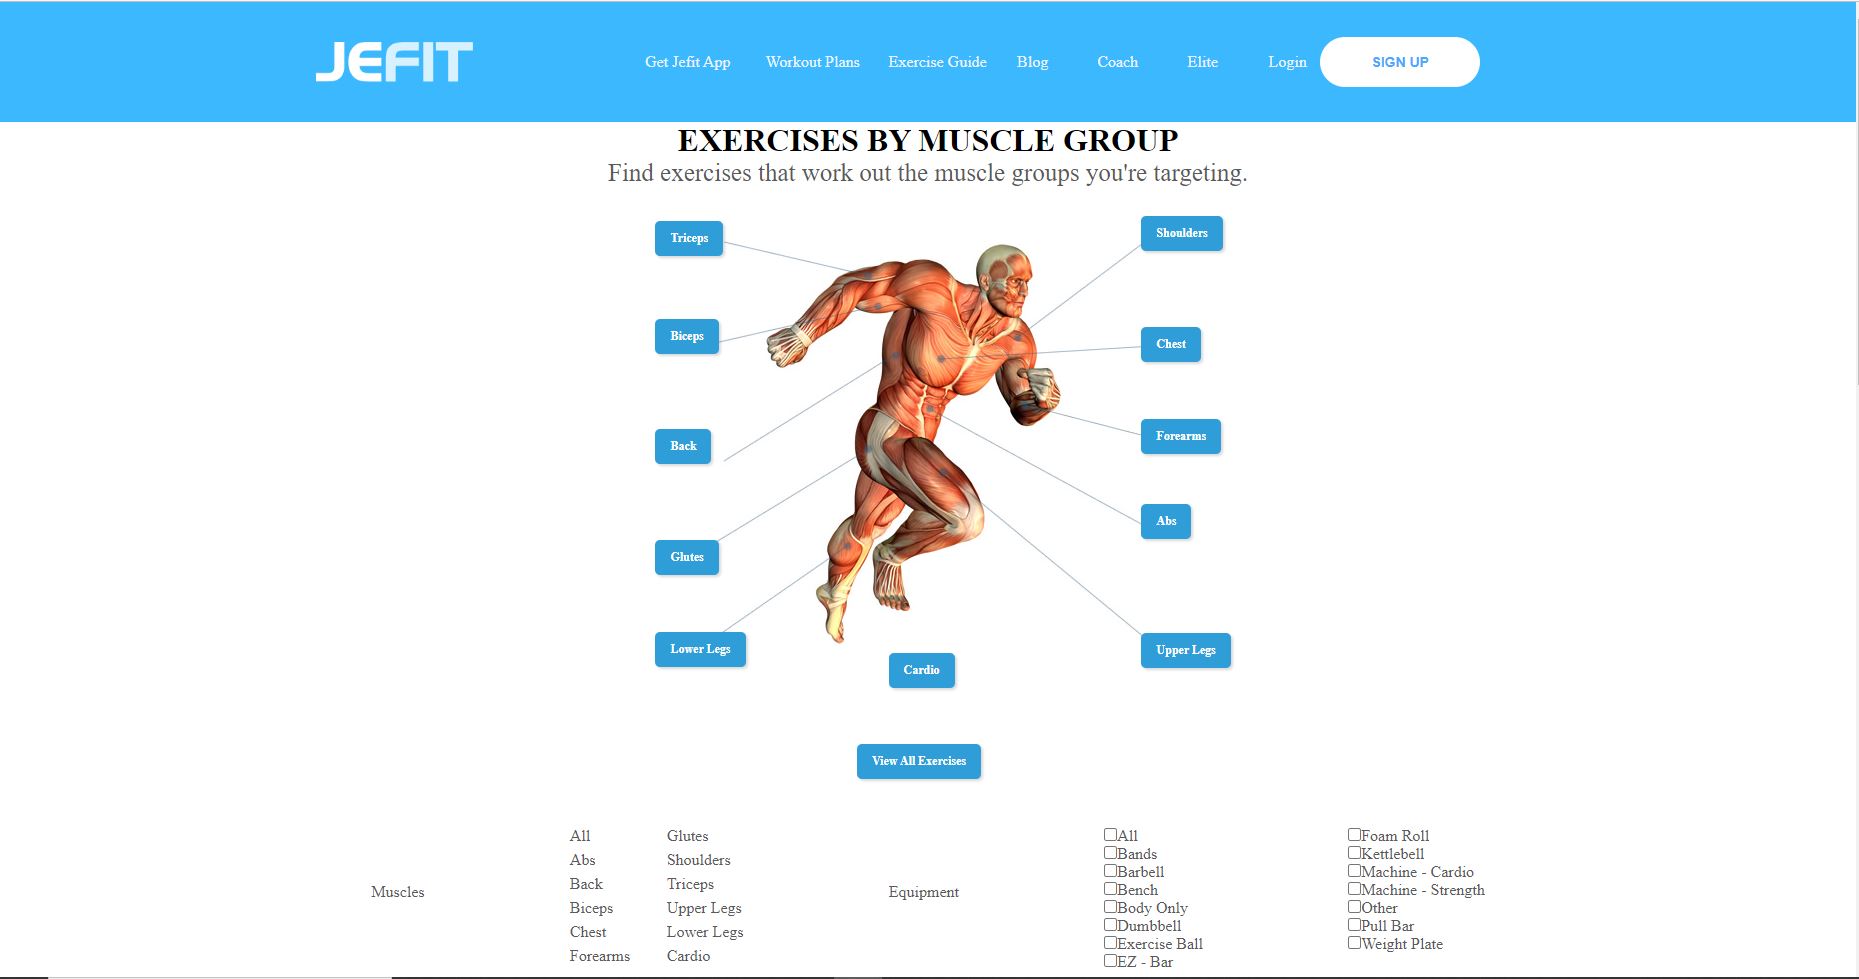 JEFIT
Get Jefit App Workout Plans Exercise Guide Blog Coach Elite Login SIGN UP
EXERCISES BY MUSCLE GROUP
Find exercises that work out the muscle groups you're targeting.
Triceps
Shoulders
Biceps
Chest
Back
Forearms
Abs
Glutes
Lower Legs
Upper Legs
Cardio
View All Exercises
Muscles
All
Abs
Back
Biceps
Chest
Forearms
Glutes
Shoulders
Triceps
Upper Legs
Lower Legs
Cardio
Equipment
All
Bands
Barbell
Bench
Body Only
Dumbbell
Exercise Ball
EZ - Bar
Foam Roll
Kettlebell
Machine - Cardio
Machine - Strength
Other
Pull Bar
Weight Plate